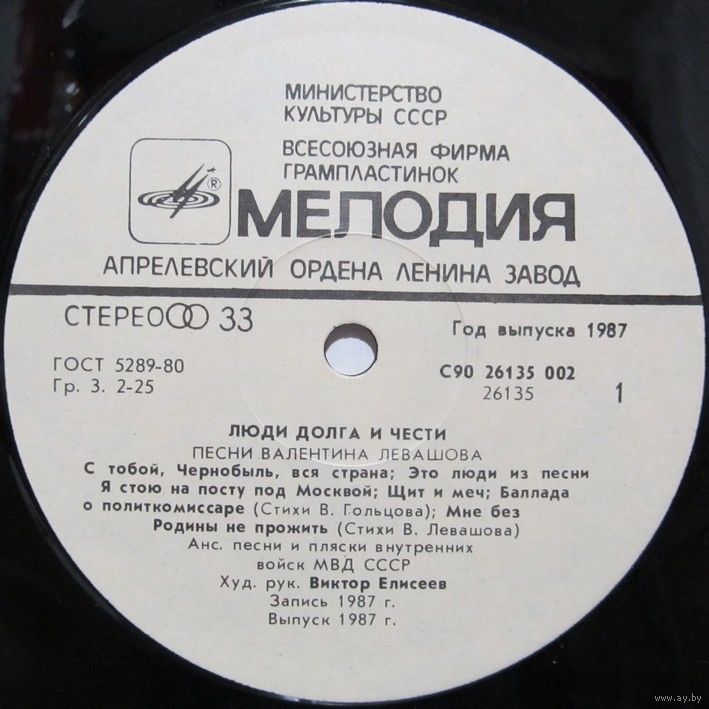 МИНИСТЕРСТВО
КУЛЬТУРЫ СССР
ВСЕСОЮЗНАЯ ФИРМА
ГРАМПЛАСТИНОК
®
МЕЛОДИЯ
АПРЕЛЕВСКИЙ ОРДЕНА ЛЕНИНА ЗАВОД
СТЕРЕО 33
Год выпуска 1987
ГОСТ 5289-80
Гр. 3. 2-25
С90 26135 002
26135
1
ЛЮДИ ДОЛГА И ЧЕСТИ
ПЕСНИ ВАЛЕНТИНА ЛЕВАШОВА
С тобой, Чернобыль, вся страна; Это люди из песни
Я стою на посту под Москвой; Щит и меч; Баллада
о политкомиссаре (Стихи В. Гольцова); Мне без
Родины не прожить (Стихи В. Левашова)
Анс. песни и пляски внутренних
войск МВД СССР
Худ. рук. Виктор Елисеев
Запись 1987 г.
Выпуск 1987 г.
www.ay.by